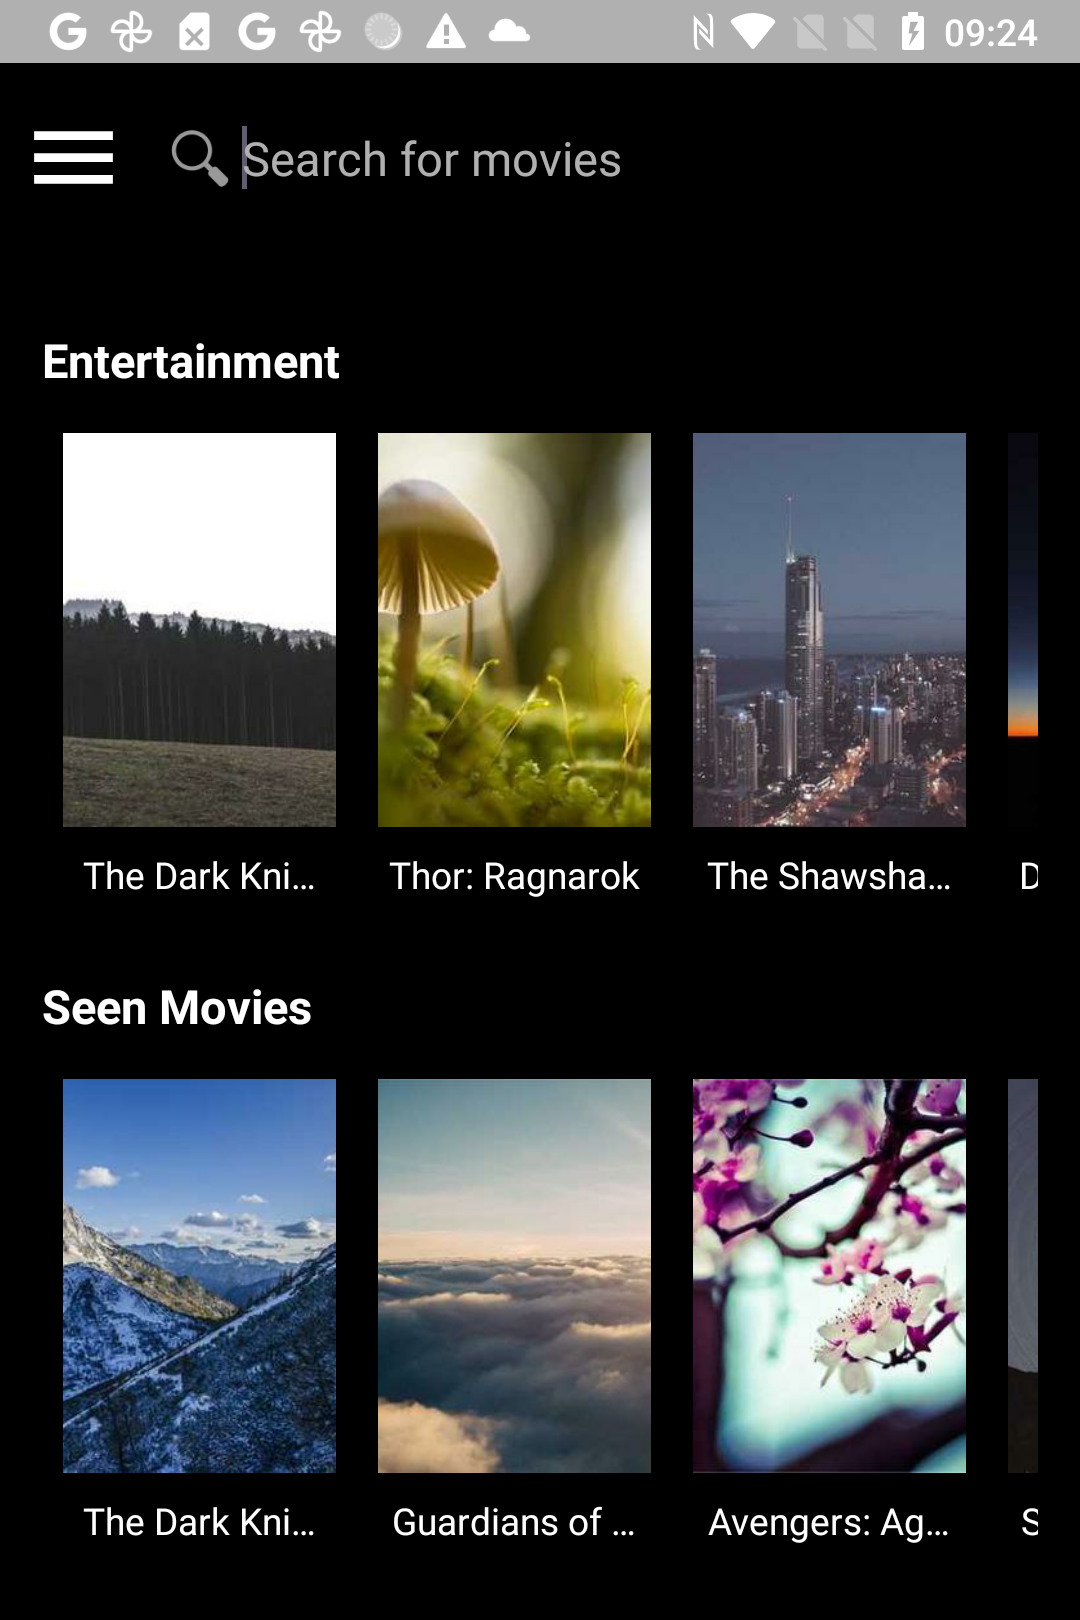 09:24
Search for movies
Entertainment
The Dark Kni...
Thor: Ragnarok
The Shawsha...
D
Seen Movies
The Dark Kni...
Guardians of ...
Avengers: Ag...
S